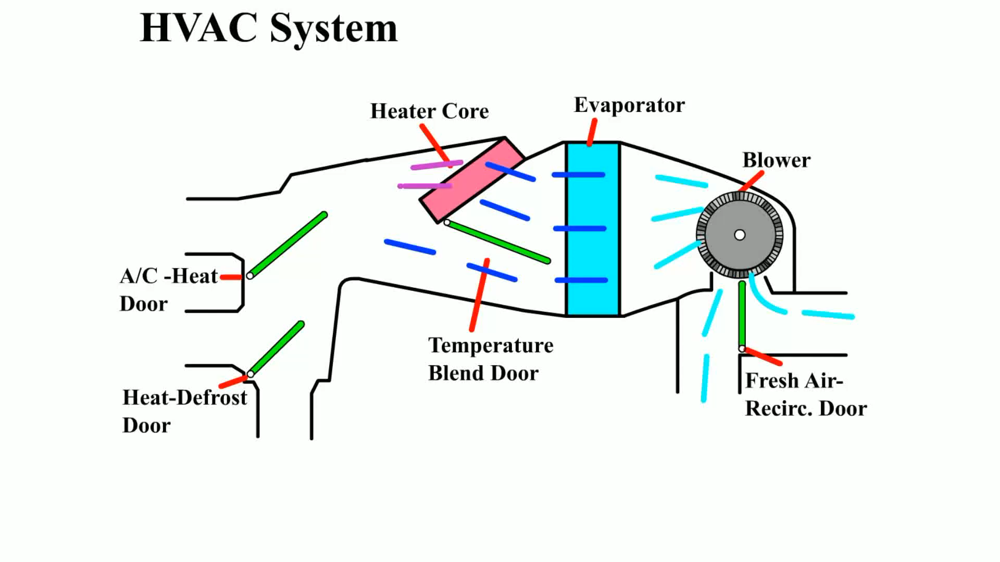 HVAC System
Heater Core
Evaporator
Blower
A/C -Heat
Door
Temperature
Blend Door
Heat-Defrost
Door
Fresh Air-
Recirc. Door